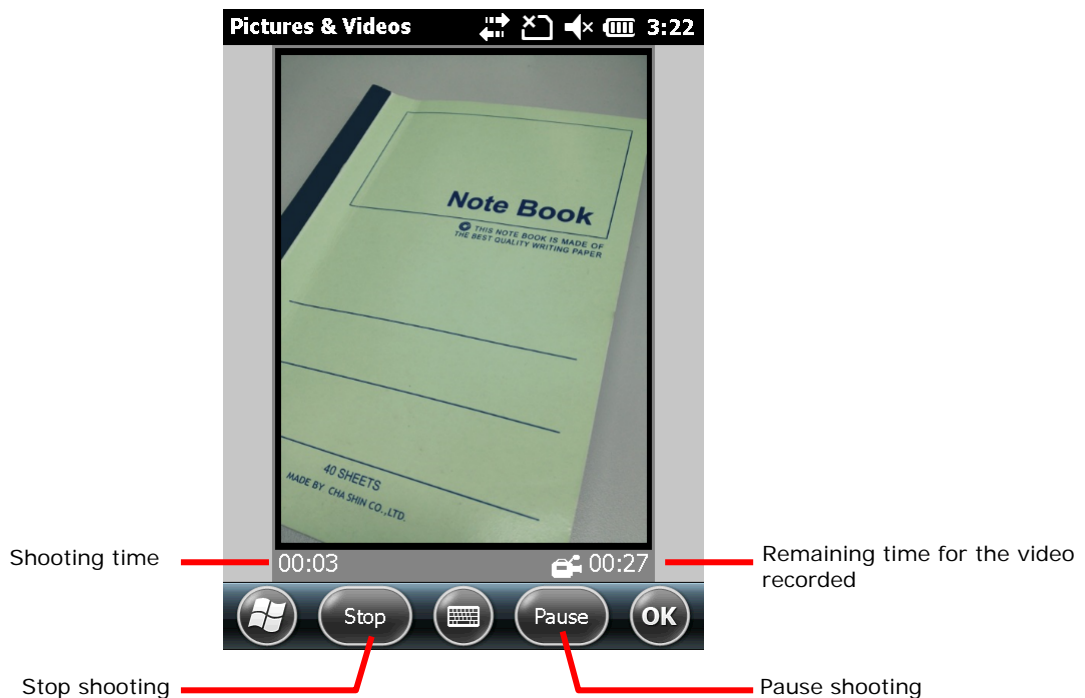 Pictures & Videos 3:22
Note Book
THIS NOTE BOOK IS MADE OF
THE BEST QUALITY WRITING PAPER
40 SHEETS
MADE BY CHA SHIN CO.,LTD.
Shooting time
00:03
00:27
Remaining time for the video
recorded
Stop
Pause
OK
Stop shooting
Pause shooting